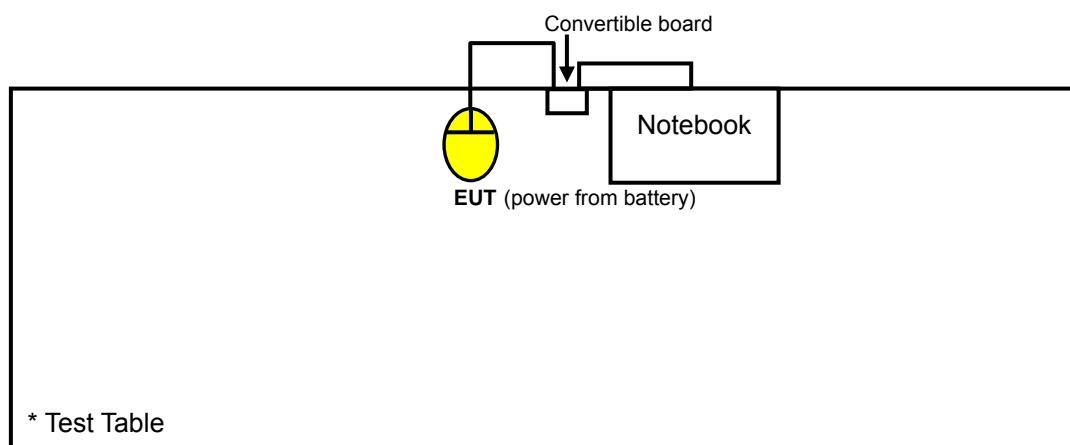 Convertible board
Notebook
EUT (power from battery)
* Test Table